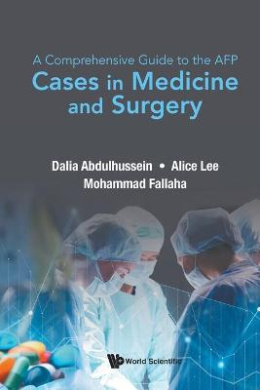 A Comprehensive Guide to the AFP
Cases in Medicine
and Surgery
Dalia Abdulhussein • Alice Lee
Mohammad Fallaha
World Scientific